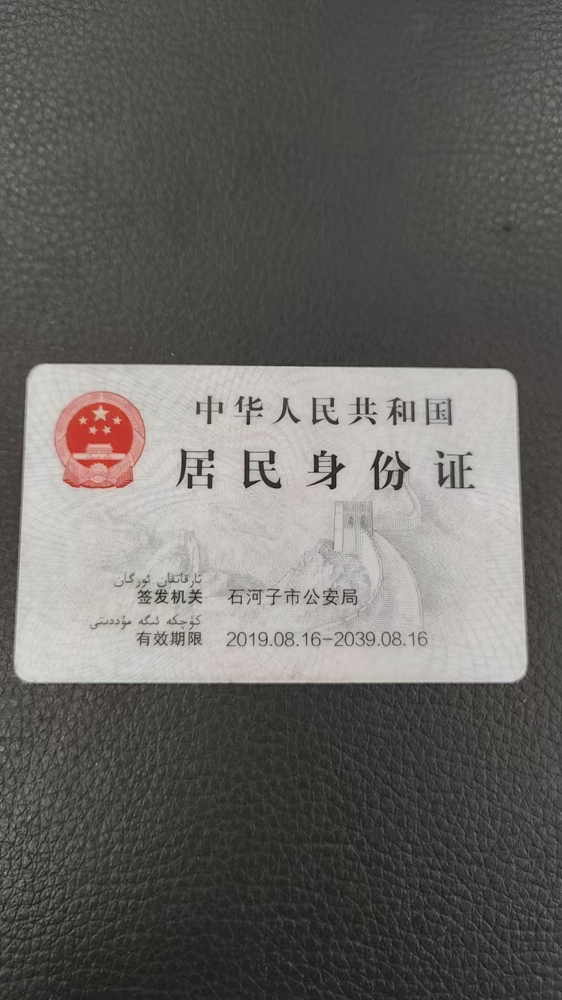 中华人民共和国
居民身份证
تارقاتقان ئورگان
签发机关 石河子市公安局
كۈچكە ئىگە مۇددىتى
有效期限 2019.08.16-2039.08.16